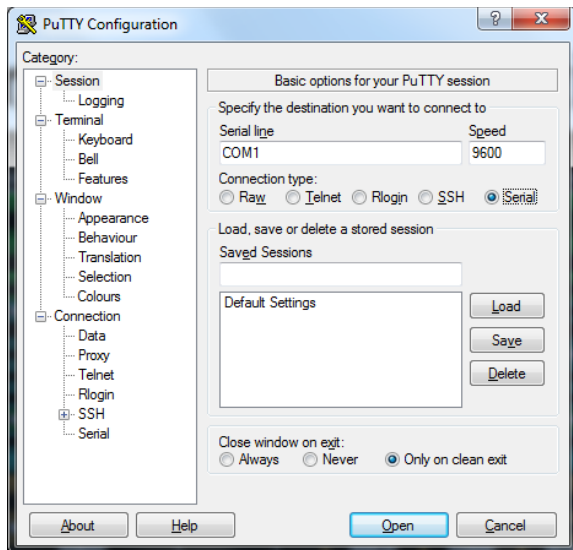 PuTTY Configuration
Category:
Session
Logging
Terminal
Keyboard
Bell
Features
Window
Appearance
Behaviour
Translation
Selection
Colours
Connection
Data
Proxy
Telnet
Rlogin
SSH
Serial
Basic options for your PuTTY session
Specify the destination you want to connect to
Serial line Speed
COM1 9600
Connection type:
Raw Telnet Rlogin SSH Serial
Load, save or delete a stored session
Saved Sessions
Default Settings
Load
Save
Delete
Close window on exit:
Always Never Only on clean exit
About Help Open Cancel